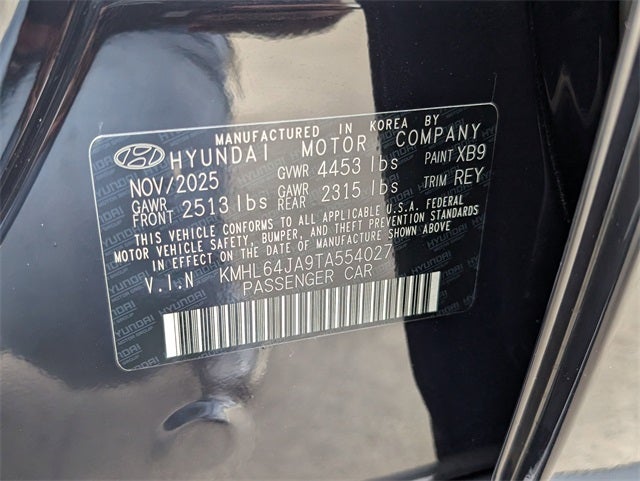 MANUFACTURED IN KOREA BY
HYUNDAI MOTOR COMPANY
NOV/2025 GVWR 4453 lbs PAINT XB9
GAWR FRONT 2513 lbs GAWR REAR 2315 lbs TRIM REY
THIS VEHICLE CONFORMS TO ALL APPLICABLE U.S.A. FEDERAL
MOTOR VEHICLE SAFETY, BUMPER, AND THEFT PREVENTION STANDARDS
IN EFFECT ON THE DATE OF MANUFACTURE SHOWN ABOVE.
V.I.N KMHL64JA9TA554027
PASSENGER CAR